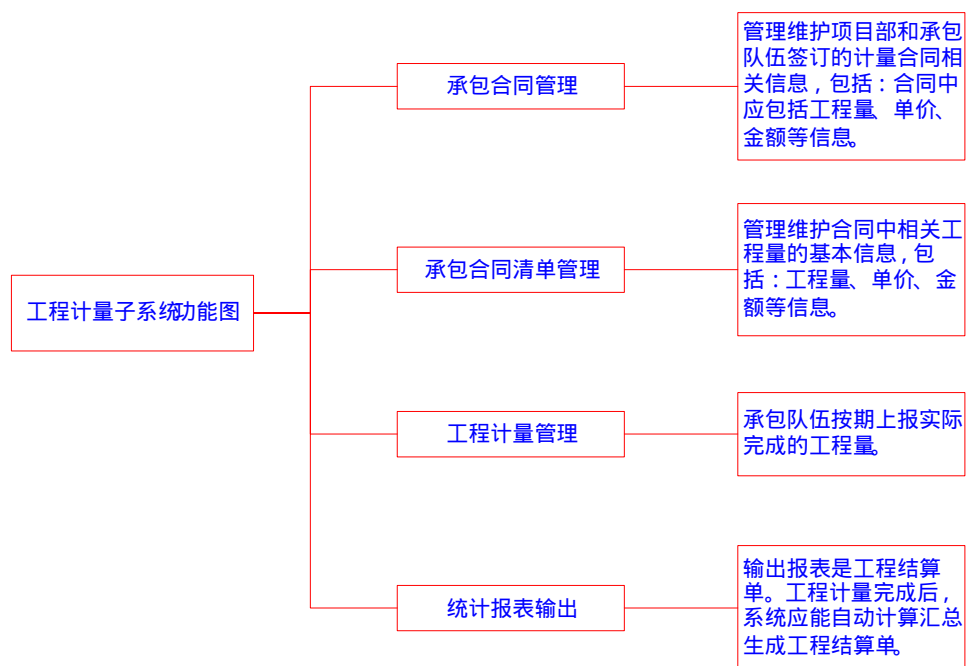 管理维护项目部和承包
队伍签订的计量合同相
关信息，包括：合同中
应包括工程量、单价、
金额等信息。
承包合同管理
管理维护合同中相关工
程量的基本信息，包
括：工程量、单价、金
额等信息。
承包合同清单管理
工程计量子系统功能图
承包队伍按期上报实际
完成的工程量。
工程计量管理
输出报表是工程结算
单。工程计量完成后，
系统应能自动计算汇总
生成工程结算单。
统计报表输出